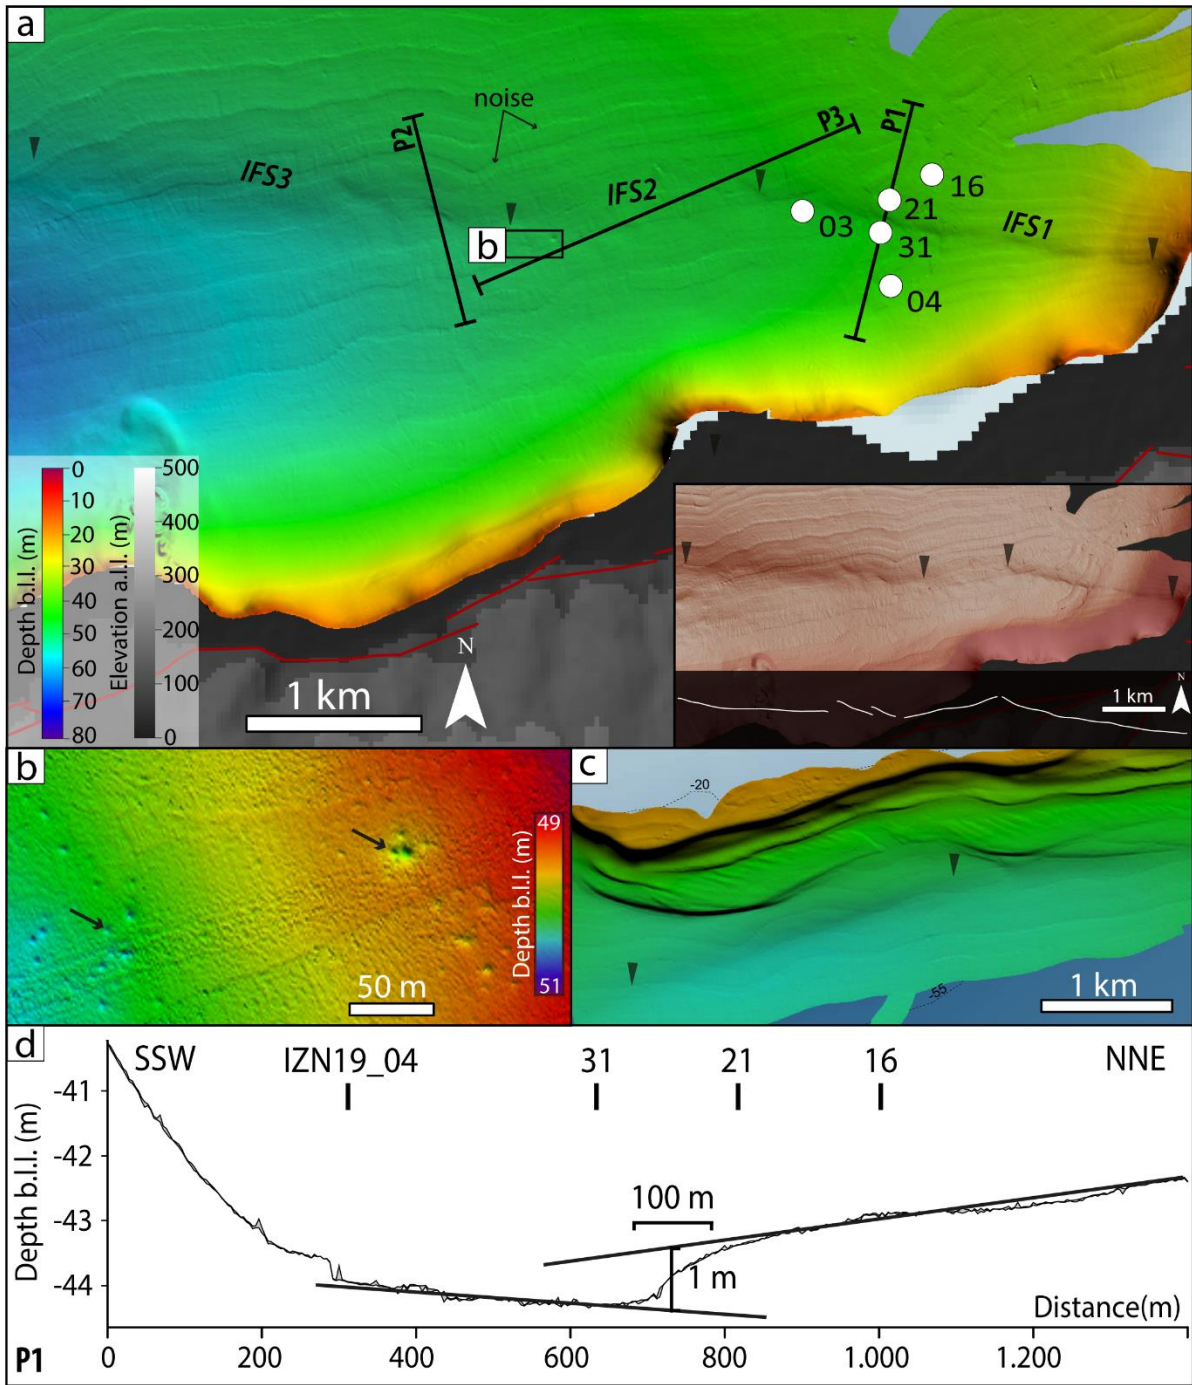 a
noise
P2
P3
P1
IFS3
IFS2
16
21
03
IFS1
31
b
04
0
500
10
400
20
30
300
40
50
200
60
100
70
80
0
Depth b.l.l. (m)
Elevation a.l.l. (m)
N
1 km
N
1 km
b
49
Depth b.l.l. (m)
51
50 m
c
-20
-55
1 km
d
SSW
IZN19_04
31
21
16
NNE
-41
-42
-43
-44
Depth b.l.l. (m)
100 m
1 m
Distance(m)
P1
0
200
400
600
800
1.000
1.200